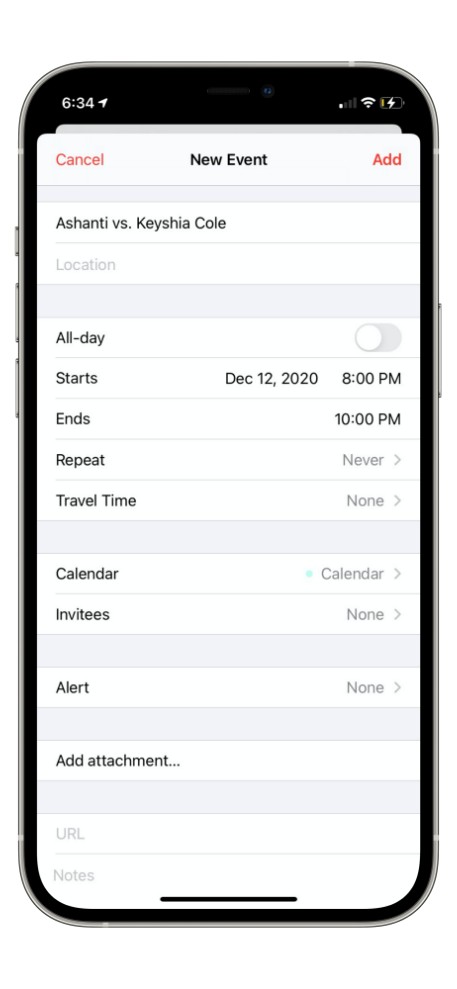 6:34
Cancel New Event Add
Ashanti vs. Keyshia Cole
Location
All-day
Starts Dec 12, 2020 8:00 PM
Ends 10:00 PM
Repeat Never >
Travel Time None >
Calendar Calendar >
Invitees None >
Alert None >
Add attachment...
URL
Notes